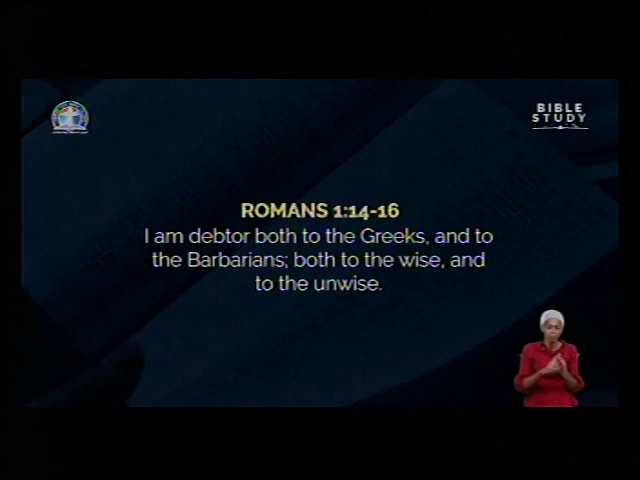 BIBLE
STUDY
ROMANS 1:14-16
I am debtor both to the Greeks, and to
the Barbarians; both to the wise, and
to the unwise.